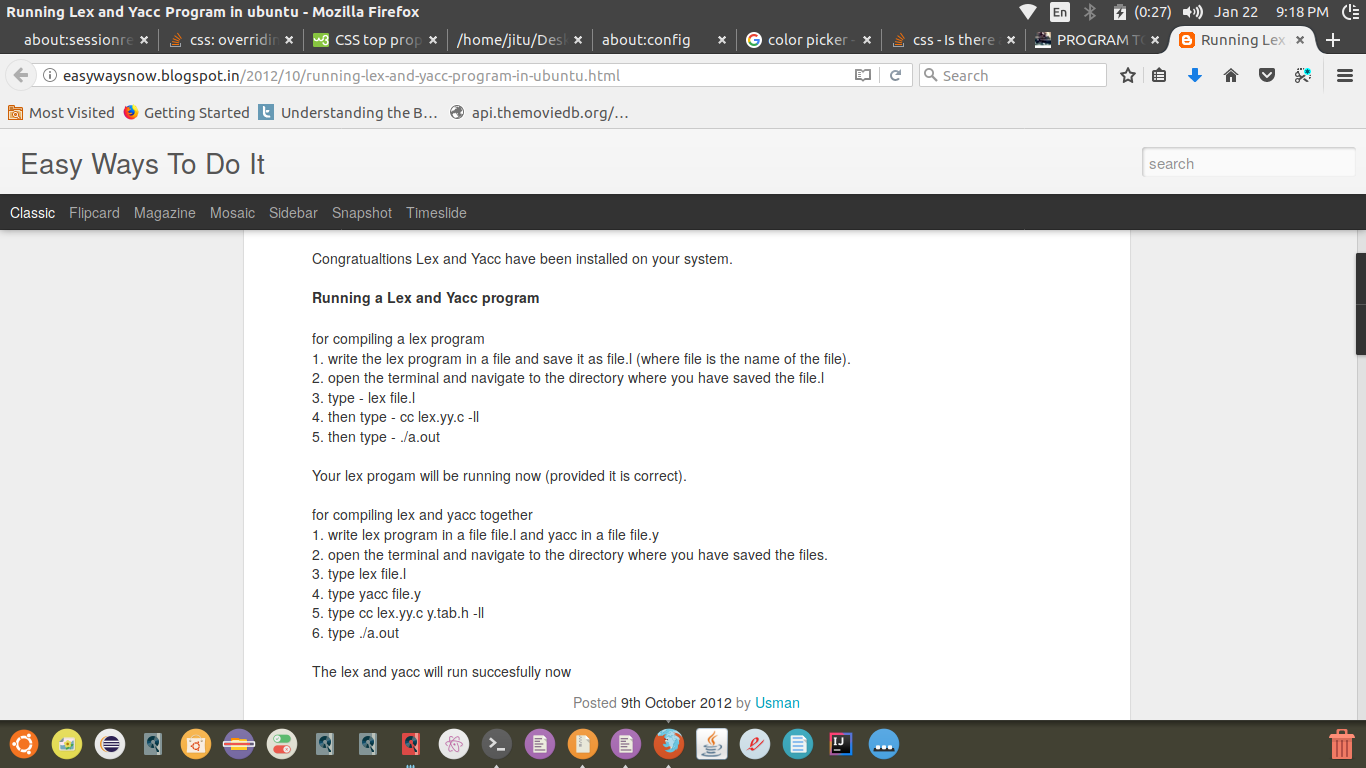 Running Lex and Yacc Program in ubuntu - Mozilla Firefox
En
(0:27)
Jan 22
9:18 PM
about:sessionre
css: overridin
CSS top prop
/home/jitu/Des
about:config
color picker -
css - Is there
PROGRAM TO
Running Lex
easywaysnow.blogspot.in/2012/10/running-lex-and-yacc-program-in-ubuntu.html
Search
Most Visited
Getting Started
Understanding the B...
api.themoviedb.org/...
Easy Ways To Do It
search
Classic Flipcard Magazine Mosaic Sidebar Snapshot Timeslide
Congratualtions Lex and Yacc have been installed on your system.
Running a Lex and Yacc program
for compiling a lex program
1. write the lex program in a file and save it as file.l (where file is the name of the file).
2. open the terminal and navigate to the directory where you have saved the file.l
3. type - lex file.l
4. then type - cc lex.yy.c -ll
5. then type - ./a.out
Your lex progam will be running now (provided it is correct).
for compiling lex and yacc together
1. write lex program in a file file.l and yacc in a file file.y
2. open the terminal and navigate to the directory where you have saved the files.
3. type lex file.l
4. type yacc file.y
5. type cc lex.yy.c y.tab.h -ll
6. type ./a.out
The lex and yacc will run succesfully now
Posted 9th October 2012 by Usman
IJ